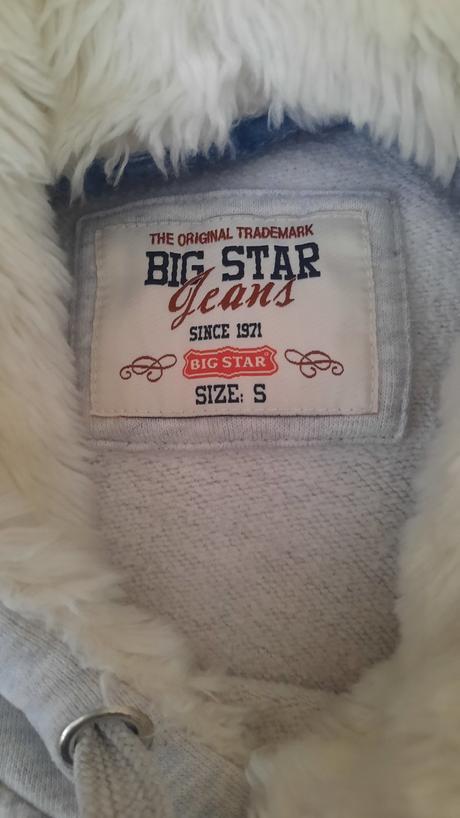 THE ORIGINAL TRADEMARK
BIG STAR
Jeans
SINCE 1971
BIG STAR
SIZE: S